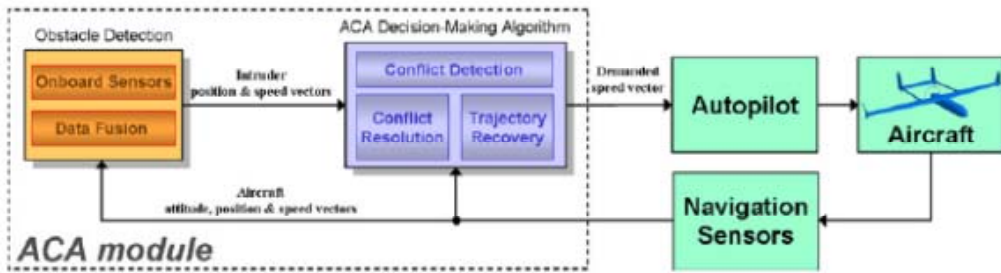 Obstacle Detection
Onboard Sensors
Data Fusion
Intruder
position & speed vectors
ACA Decision-Making Algorithm
Conflict Detection
Conflict
Resolution
Trajectory
Recovery
Demanded
speed vector
Autopilot
Aircraft
Aircraft
attitude, position & speed vectors
Navigation
Sensors
ACA module